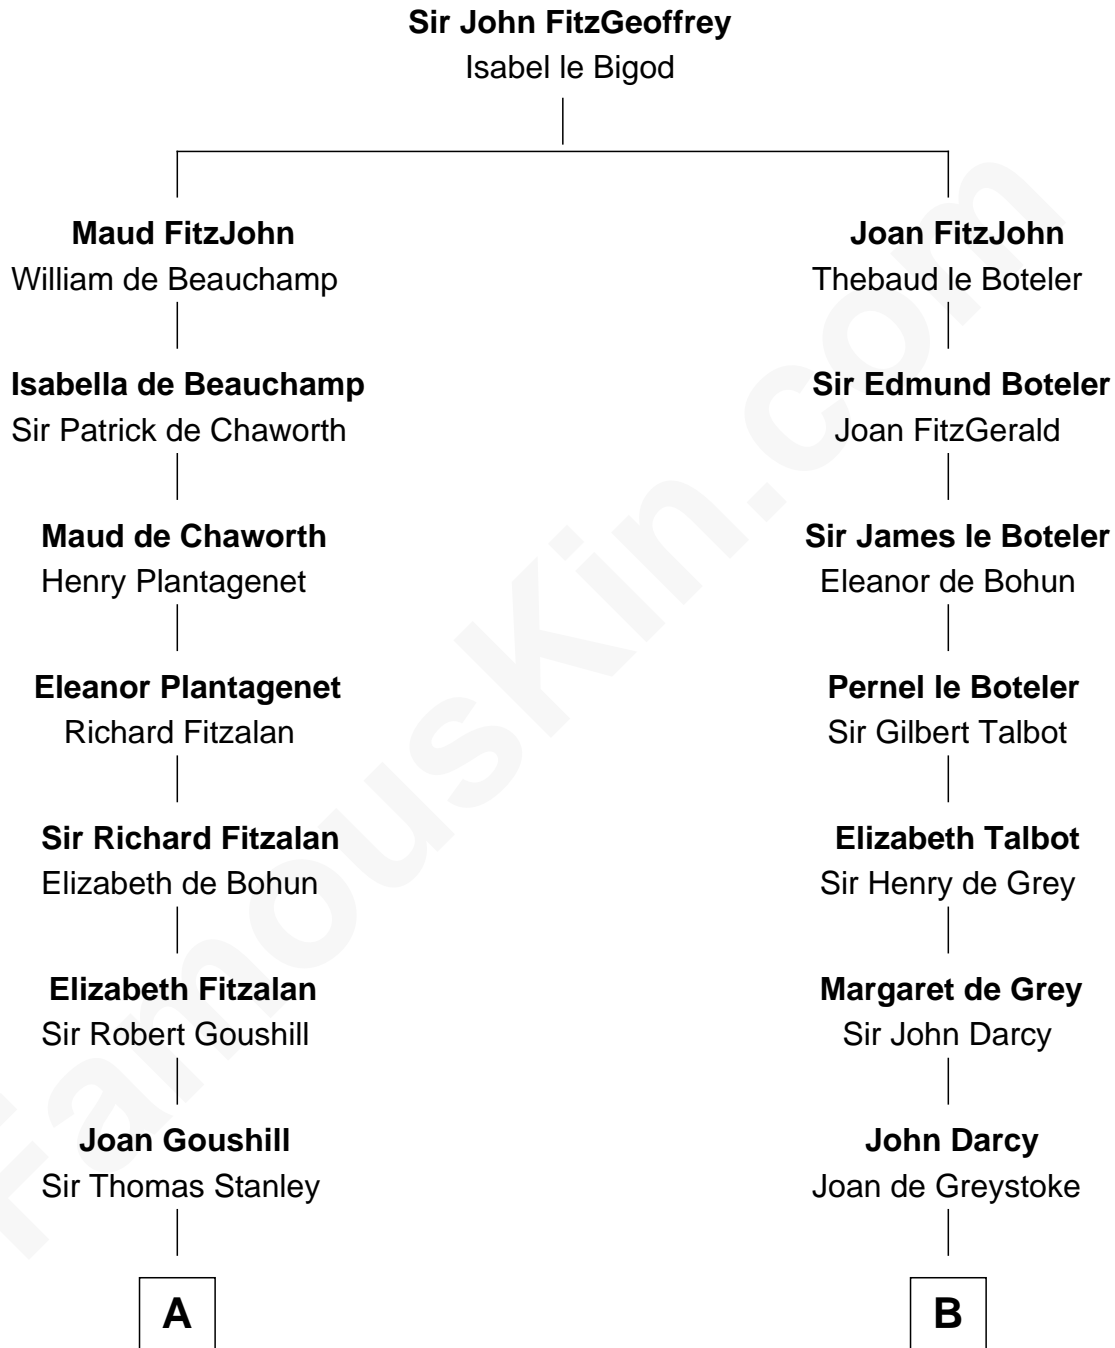 Sir John FitzGeoffrey
Isabel le Bigod
Maud FitzJohn
William de Beauchamp
Joan FitzJohn
Thebaud le Boteler
Isabella de Beauchamp
Sir Patrick de Chaworth
Sir Edmund Boteler
Joan FitzGerald
Maud de Chaworth
Henry Plantagenet
Sir James le Boteler
Eleanor de Bohun
Eleanor Plantagenet
Richard Fitzalan
Pernel le Boteler
Sir Gilbert Talbot
Sir Richard Fitzalan
Elizabeth de Bohun
Elizabeth Talbot
Sir Henry de Grey
Elizabeth Fitzalan
Sir Robert Goushill
Margaret de Grey
Sir John Darcy
Joan Goushill
Sir Thomas Stanley
John Darcy
Joan de Greystoke
A
B
FamousKin.com